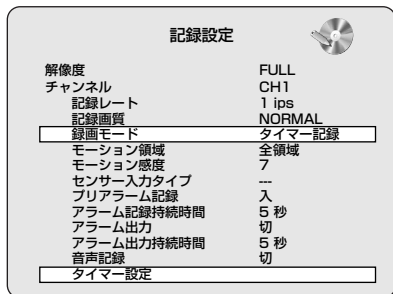 記録設定
解像度 FULL
チャンネル CH1
記録レート 1 ips
記録画質 NORMAL
録画モード タイマー記録
モーション領域 全領域
モーション感度 7
センサー入力タイプ ---
プリアラーム記録 入
アラーム記録持続時間 5 秒
アラーム出力 切
アラーム出力持続時間 5 秒
音声記録 切
タイマー設定